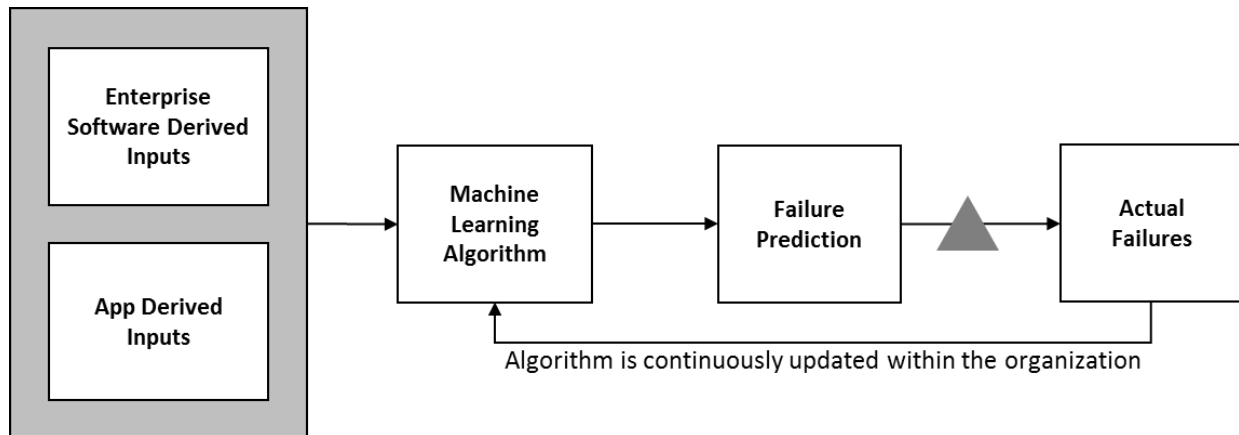 Enterprise
Software Derived
Inputs
App Derived
Inputs
Machine
Learning
Algorithm
Failure
Prediction
Actual
Failures
Algorithm is continuously updated within the organization